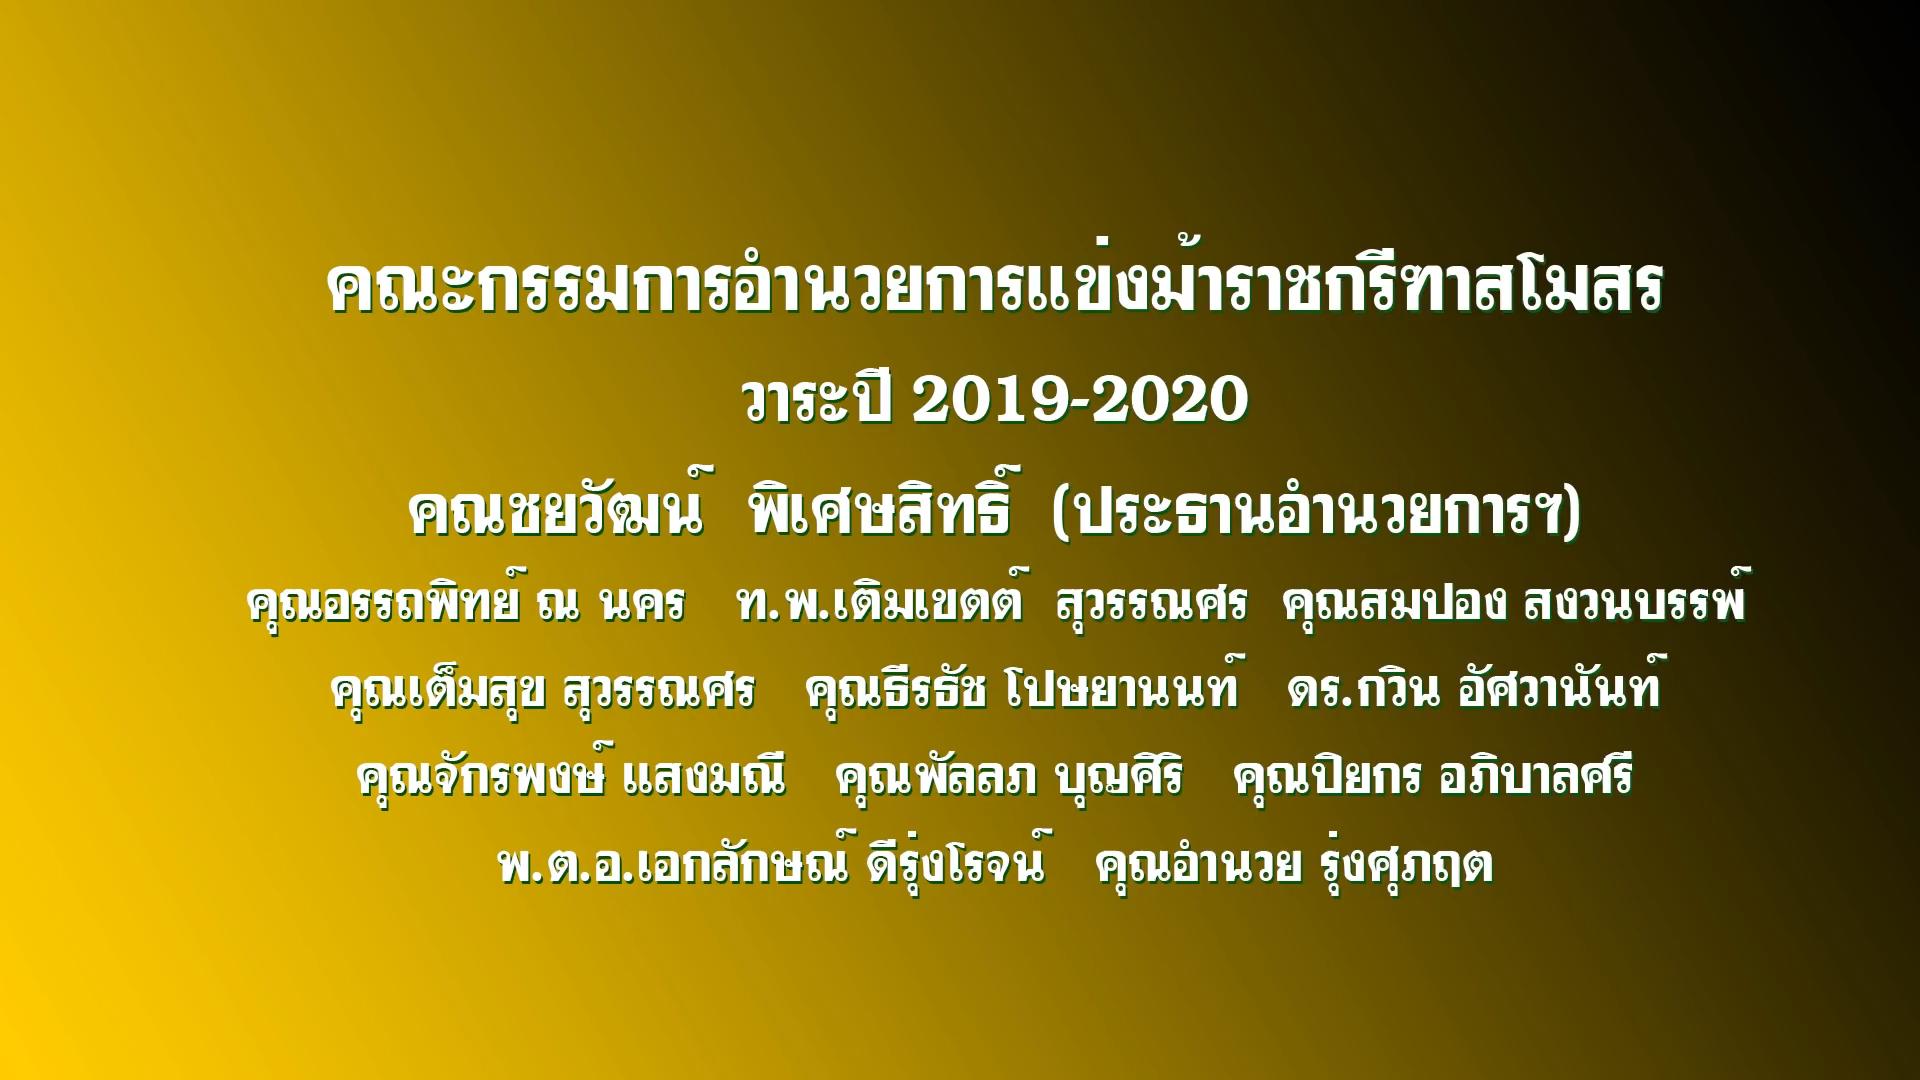 คณะกรรมการอำนวยการแข่งม้าราชกรีฑาสโมสร
วาระปี 2019-2020
คณชยวัฒน์ พิเศษสิทธิ์ (ประธานอำนวยการฯ)
คุณอรรถพิทย์ ณ นคร ท.พ.เติมเขตต์ สุวรรณศร คุณสมปอง สงวนบรรพ์
คุณเต็มสุข สุวรรณศร คุณธีรธัช โปษยานนท์ ดร.กวิน อัศวานันท์
คุณจักรพงษ์ แสงมณี คุณพัลลภ บุญศิริ คุณปิยกร อภิบาลศรี
พ.ต.อ.เอกลักษณ์ ดีรุ่งโรจน์ คุณอำนวย รุ่งศุภฤต